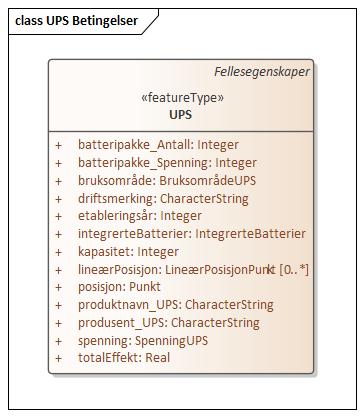 class UPS Betingelser
Fellesegenskaper
«featureType»
UPS
+ batteripakke_Antall: Integer
+ batteripakke_Spenning: Integer
+ bruksområde: BruksområdeUPS
+ driftsmerking: CharacterString
+ etableringsår: Integer
+ integrerteBatterier: IntegrerteBatterier
+ kapasitet: Integer
+ lineærPosisjon: LineærPosisjonPunkt [0..*]
+ posisjon: Punkt
+ produktnavn_UPS: CharacterString
+ produsent_UPS: CharacterString
+ spenning: SpenningUPS
+ totalEffekt: Real